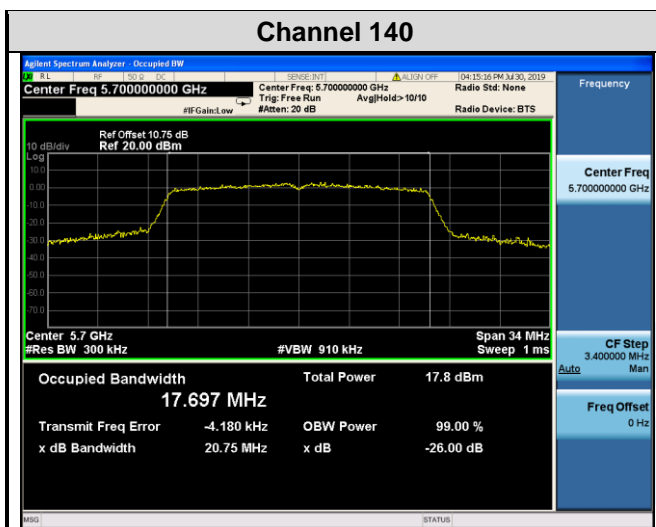 Channel 140
Agilent Spectrum Analyzer - Occupied BW
RL RF 50 Ω DC SENSE:INT ALIGN OFF 04:15:16 PM Jul 30, 2019
Center Freq 5.700000000 GHz Center Freq: 5.700000000 GHz Radio Std: None Frequency
Trig: Free Run Avg|Hold:>10/10
#IFGain:Low #Atten: 20 dB Radio Device: BTS
Ref Offset 10.75 dB
10 dB/div Ref 20.00 dBm
Log
10.0
0.00
-10.0
-20.0
-30.0
-40.0
-50.0
-60.0
-70.0
Center Freq
5.700000000 GHz
Center 5.7 GHz Span 34 MHz
#Res BW 300 kHz #VBW 910 kHz Sweep 1 ms
CF Step
3.400000 MHz
Auto Man
Occupied Bandwidth Total Power 17.8 dBm
17.697 MHz
Freq Offset
0 Hz
Transmit Freq Error -4.180 kHz OBW Power 99.00 %
x dB Bandwidth 20.75 MHz x dB -26.00 dB
MSG STATUS